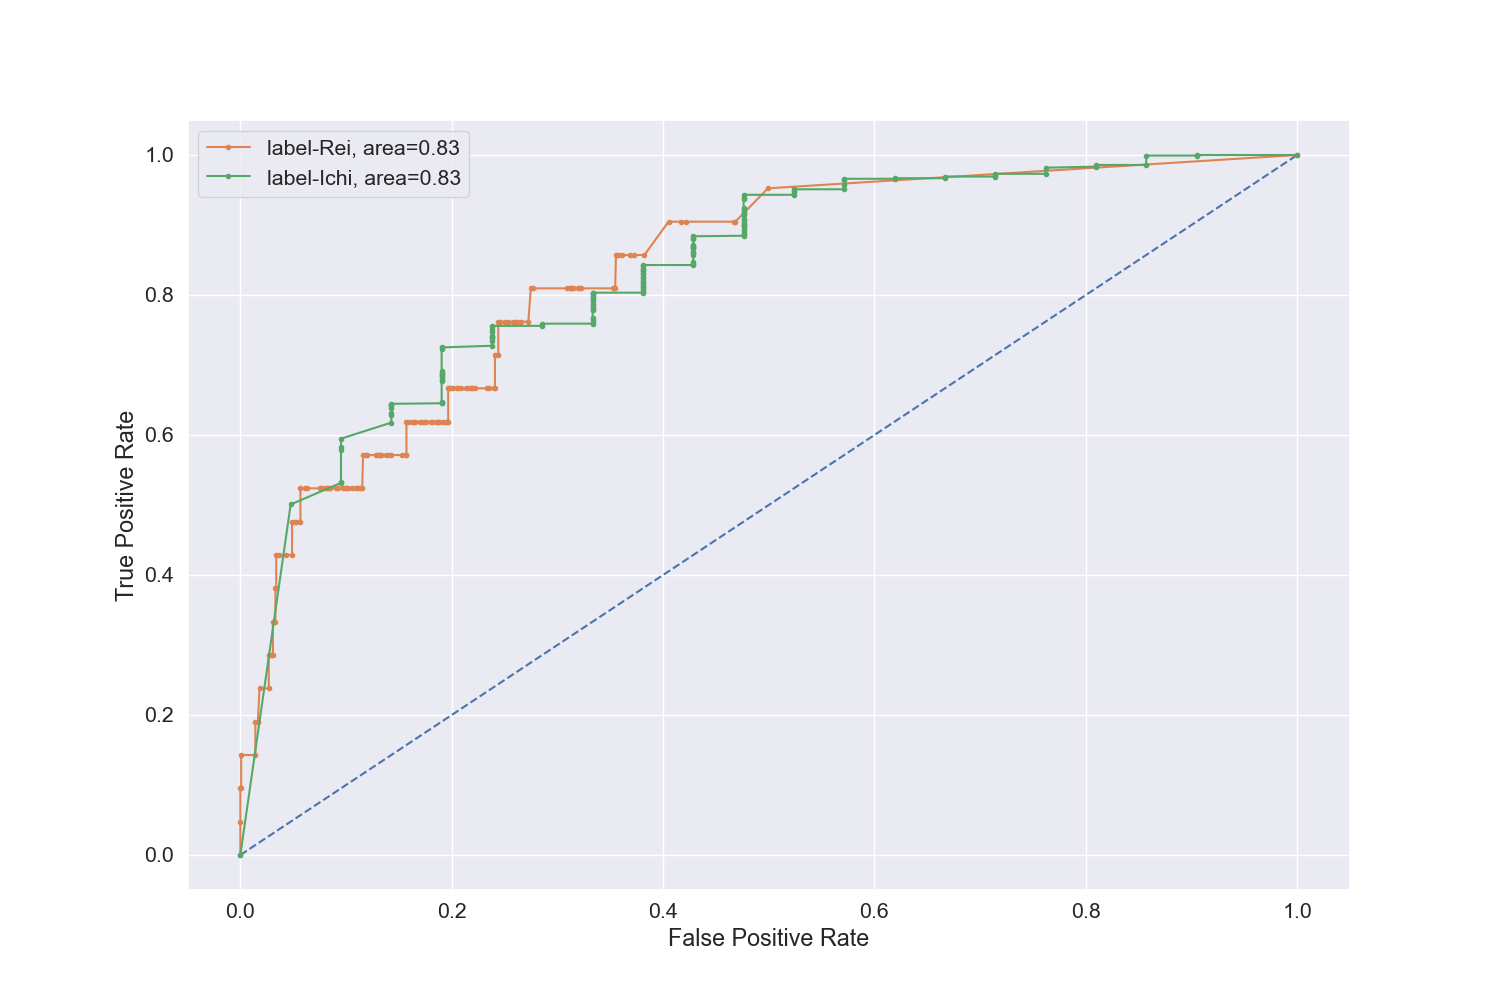 label-Rei, area=0.83
label-Ichi, area=0.83
1.0
0.8
0.6
0.4
0.2
0.0
True Positive Rate
0.0 0.2 0.4 0.6 0.8 1.0
False Positive Rate